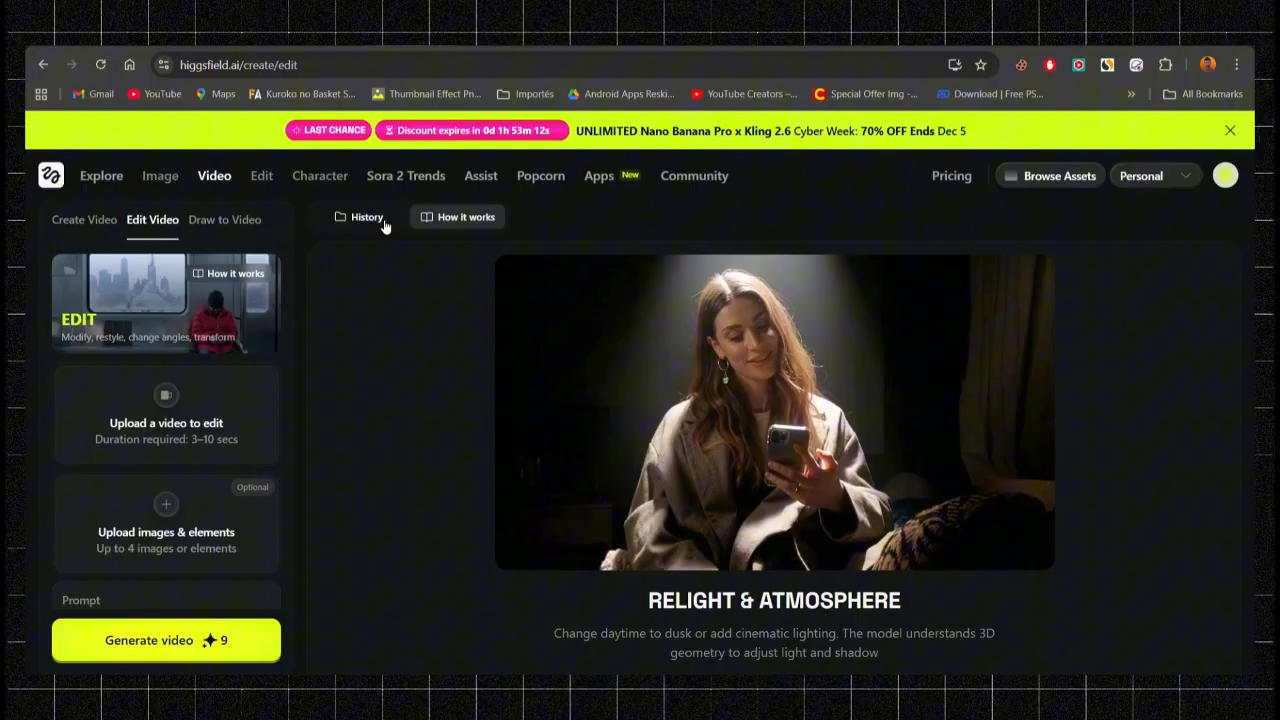 higgsfield.ai/create/edit
Gmail
YouTube
Maps
Kuroko no Basket S...
Thumbnail Effect Pn...
Importés
Android Apps Reski...
YouTube Creators –...
Special Offer Img -...
Download | Free PS...
»
All Bookmarks
LAST CHANCE
Discount expires in 0d 1h 53m 12s
UNLIMITED Nano Banana Pro x Kling 2.6 Cyber Week: 70% OFF Ends Dec 5
Explore
Image
Video
Edit
Character
Sora 2 Trends
Assist
Popcorn
Apps New
Community
Pricing
Browse Assets
Personal
Create Video
Edit Video
Draw to Video
History
How it works
How it works
EDIT
Modify, restyle, change angles, transform
Upload a video to edit
Duration required: 3–10 secs
Optional
Upload images & elements
Up to 4 images or elements
Prompt
Generate video 9
RELIGHT & ATMOSPHERE
Change daytime to dusk or add cinematic lighting. The model understands 3D
geometry to adjust light and shadow